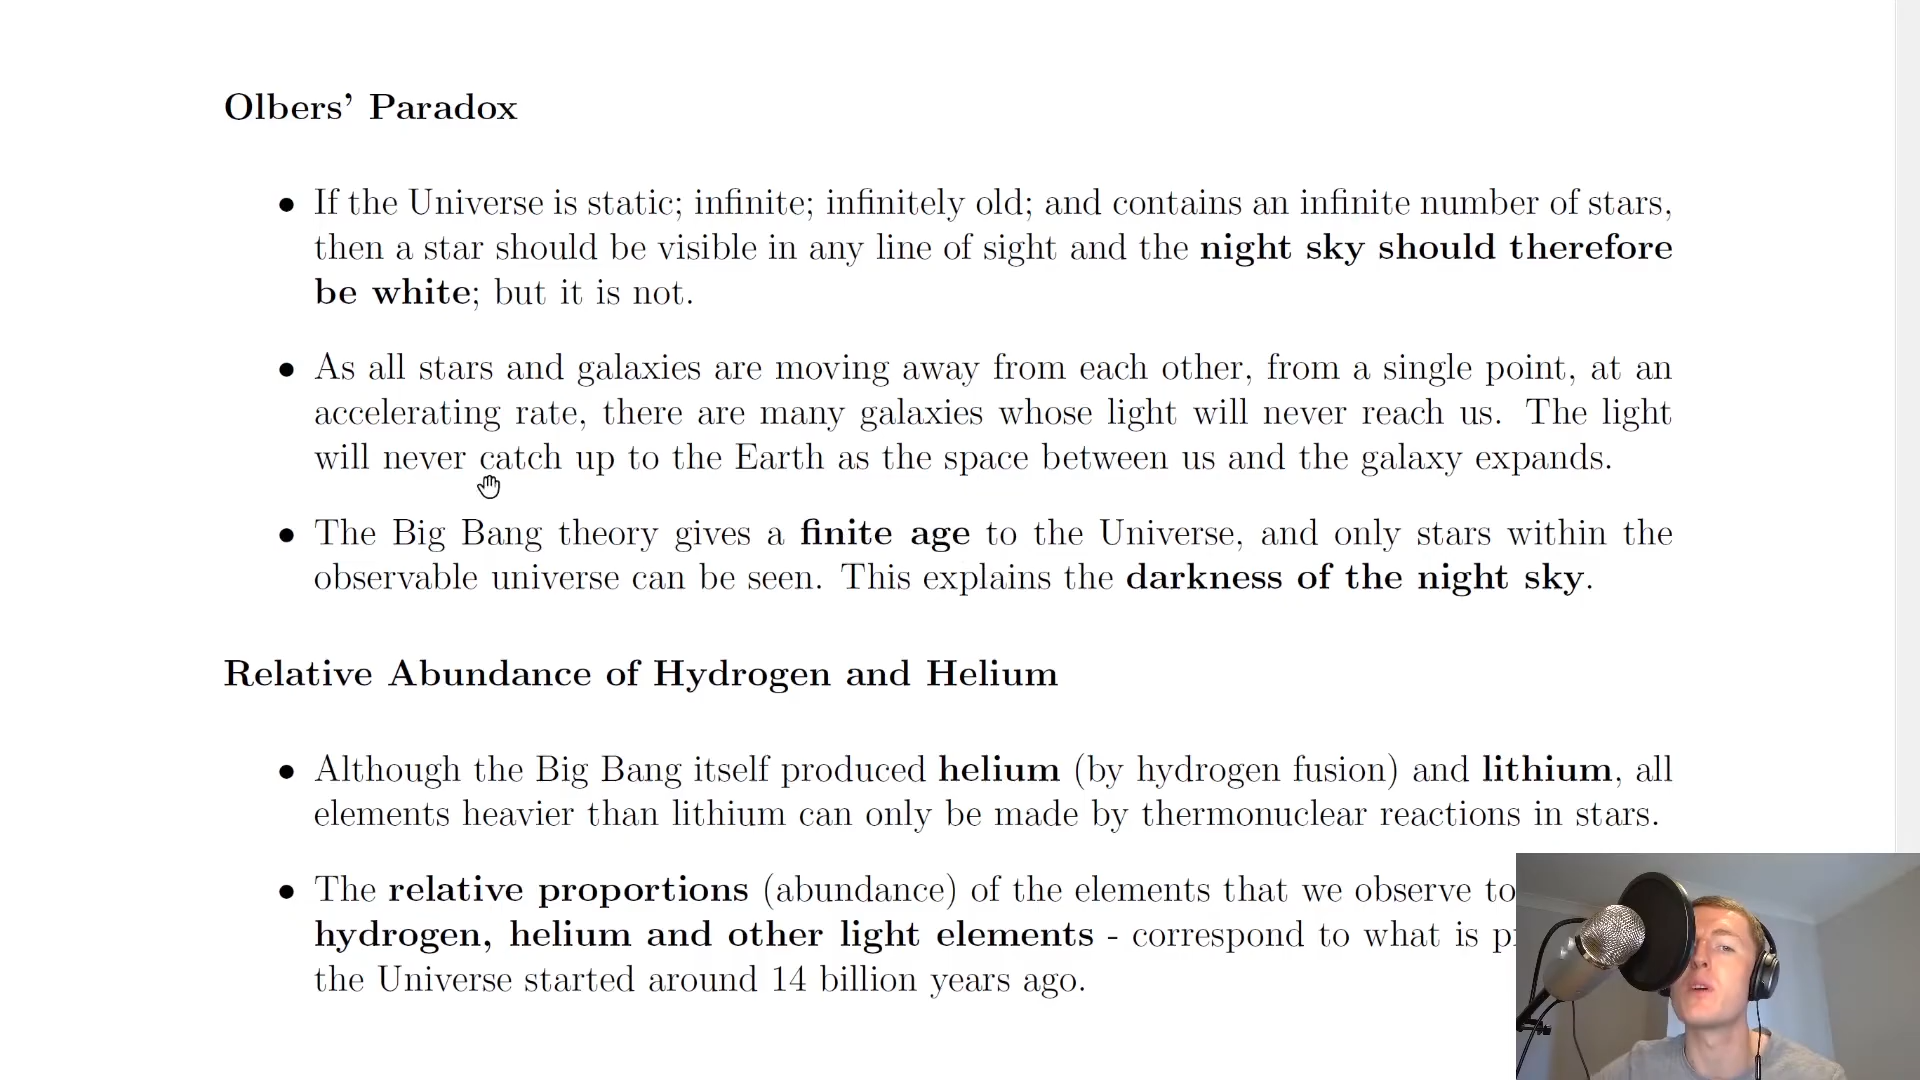 Olbers' Paradox
• If the Universe is static; infinite; infinitely old; and contains an infinite number of stars,
then a star should be visible in any line of sight and the night sky should therefore
be white; but it is not.
• As all stars and galaxies are moving away from each other, from a single point, at an
accelerating rate, there are many galaxies whose light will never reach us. The light
will never catch up to the Earth as the space between us and the galaxy expands.
• The Big Bang theory gives a finite age to the Universe, and only stars within the
observable universe can be seen. This explains the darkness of the night sky.
Relative Abundance of Hydrogen and Helium
• Although the Big Bang itself produced helium (by hydrogen fusion) and lithium, all
elements heavier than lithium can only be made by thermonuclear reactions in stars.
• The relative proportions (abundance) of the elements that we observe
hydrogen, helium and other light elements - correspond to what is
the Universe started around 14 billion years ago.